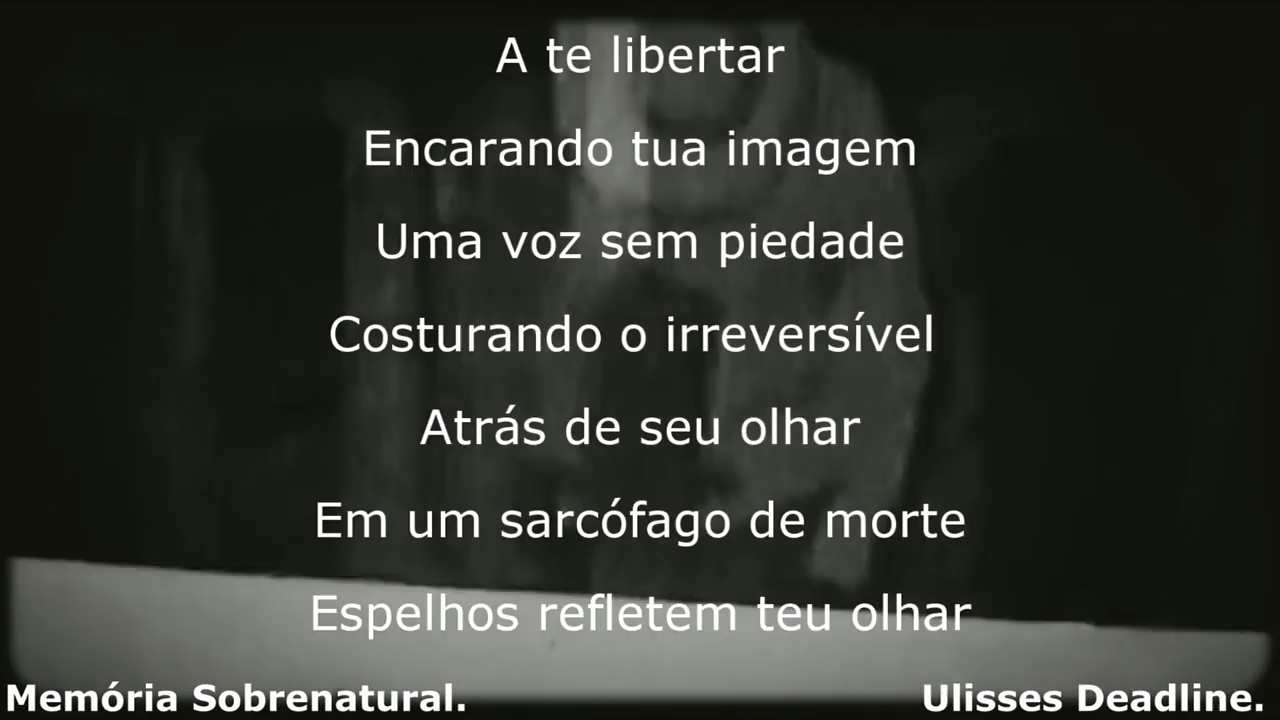 A te libertar
Encarando tua imagem
Uma voz sem piedade
Costurando o irreversível
Atrás de seu olhar
Em um sarcófago de morte
Espelhos refletem teu olhar
Memória Sobrenatural.
Ulisses Deadline.